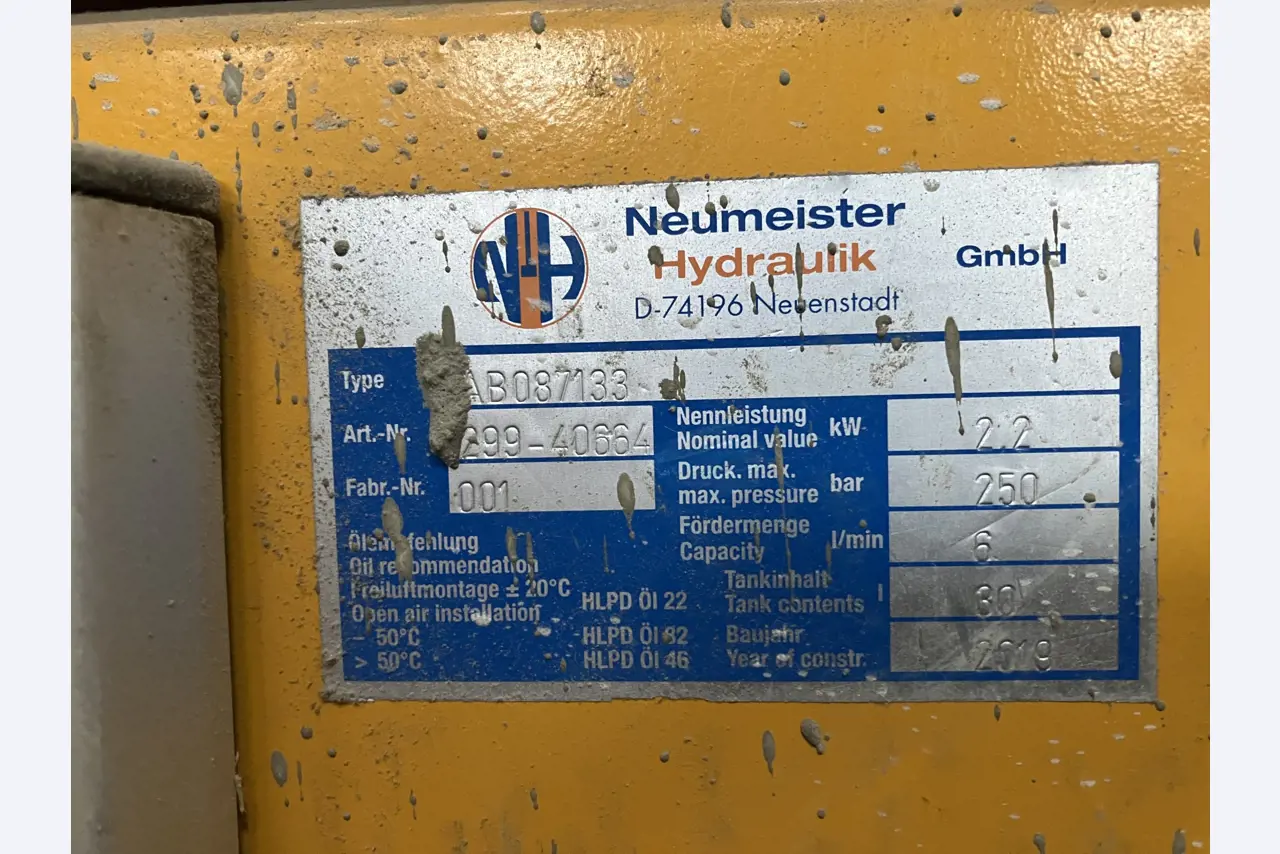 NH
Neumeister
Hydraulik GmbH
D-74196 Neuenstadt
Type AB087133
Art.-Nr. 299-40664
Fabr.-Nr. 001
Nennleistung
Nominal value kW 2.2
Druck. max.
max. pressure bar 250
Fördermenge
Capacity l/min 6
Tankinhalt
Tank contents l 30
Baujahr
Year of constr. 2019
Ölempfehlung
Oil recommendation
Freiluftmontage ± 20°C
Open air installation HLPD Öl 22
– 50°C HLPD Öl 32
> 50°C HLPD Öl 46